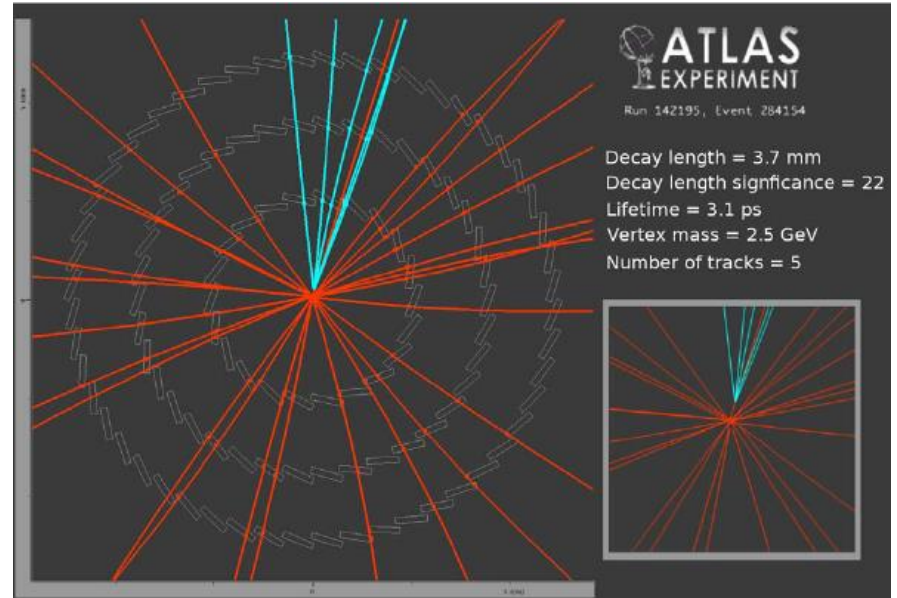 ATLAS
EXPERIMENT
Run 142195, Event 284154
Decay length = 3.7 mm
Decay length signficance = 22
Lifetime = 3.1 ps
Vertex mass = 2.5 GeV
Number of tracks = 5
0